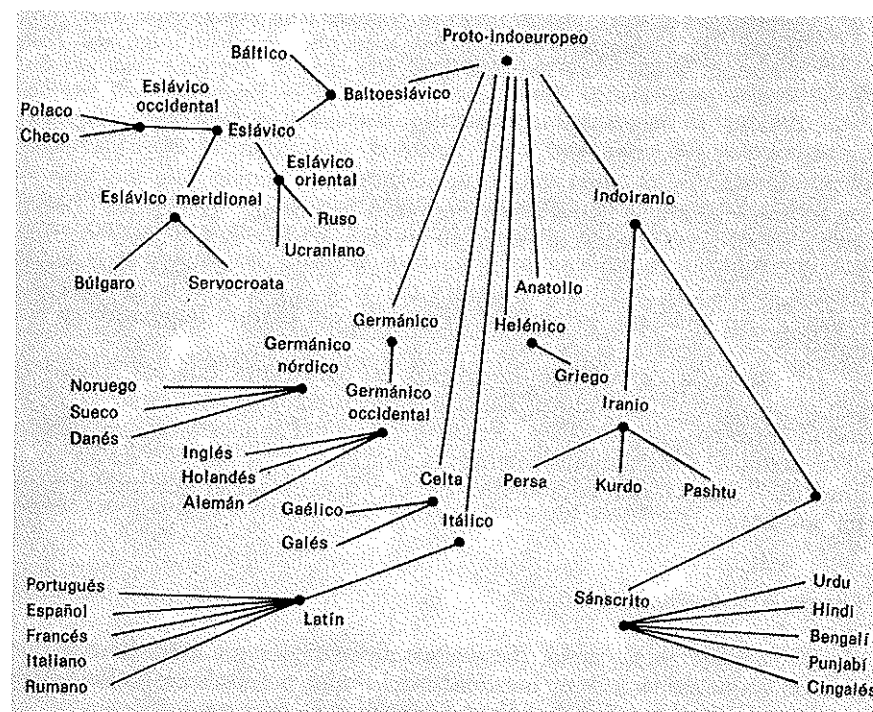 Proto-indoeuropeo
Báltico
Baltoeslávico
Eslávico
occidental
Polaco
Checo
Eslávico
Eslávico
oriental
Eslávico meridional
Ruso
Ucraniano
Búlgaro
Servocroata
Indoiranio
Anatolio
Germánico
Helénico
Germánico
nórdico
Griego
Noruego
Sueco
Danés
Germánico
occidental
Iranio
Inglés
Holandés
Alemán
Celta
Persa
Kurdo
Pashtu
Gaélico
Galés
Itálico
Portugués
Español
Francés
Italiano
Rumano
Latín
Sánscrito
Urdu
Hindi
Bengalí
Punjabí
Cingalés